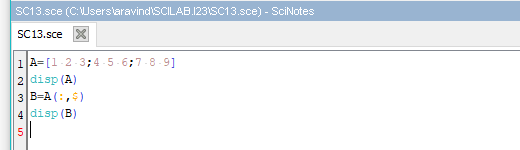 SC13.sce (C:\Users\aravind\SCILAB.I23\SC13.sce) - SciNotes
SC13.sce
1 A=[1 2 3;4 5 6;7 8 9]
2 disp(A)
3 B=A(:,$)
4 disp(B)
5